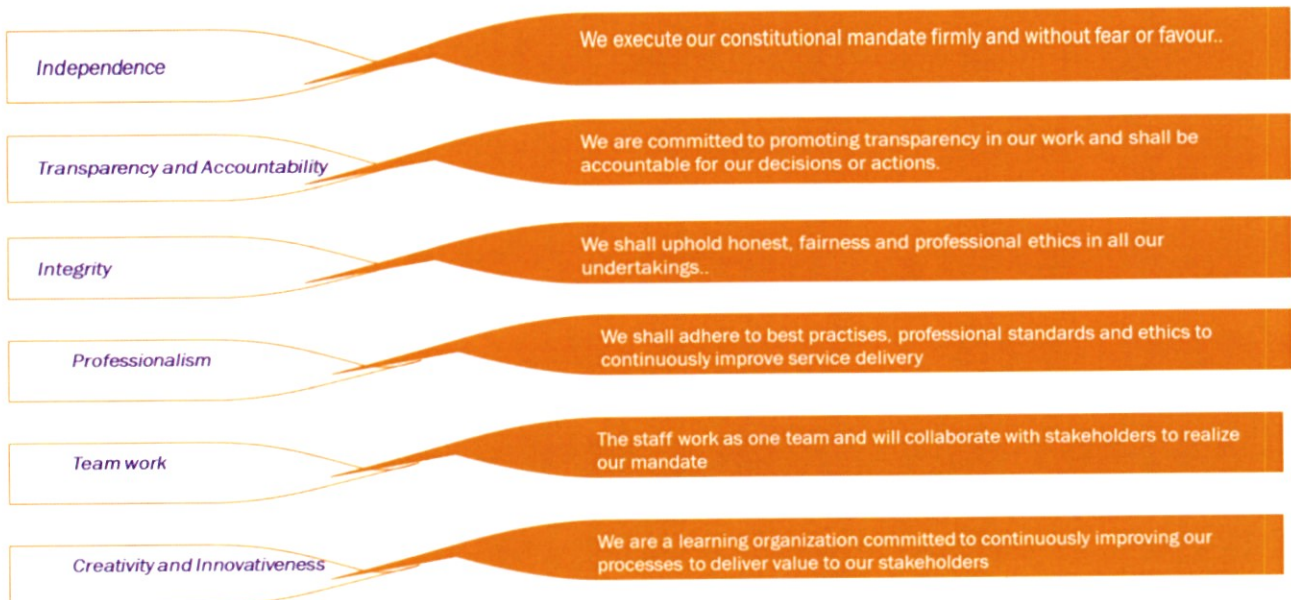 Independence
We execute our constitutional mandate firmly and without fear or favour..
Transparency and Accountability
We are committed to promoting transparency in our work and shall be
accountable for our decisions or actions.
Integrity
We shall uphold honest, fairness and professional ethics in all our
undertakings..
Professionalism
We shall adhere to best practises, professional standards and ethics to
continuously improve service delivery
Team work
The staff work as one team and will collaborate with stakeholders to realize
our mandate
Creativity and Innovativeness
We are a learning organization committed to continuously improving our
processes to deliver value to our stakeholders